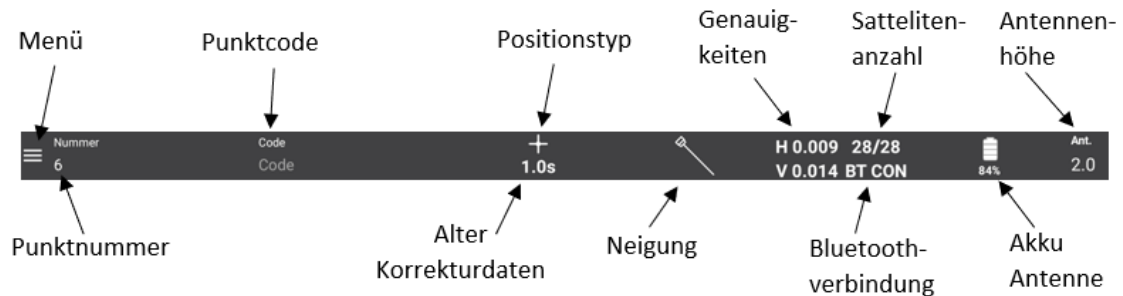 Genauig-
keiten
Satteliten-
anzahl
Antennen-
höhe
Menü
Punktcode
Positionstyp
Nummer
6
Code
Code
1.0s
H 0.009 28/28
V 0.014 BT CON
84%
Ant.
2.0
Punktnummer
Alter
Korrekturdaten
Neigung
Bluetooth-
verbindung
Akku
Antenne